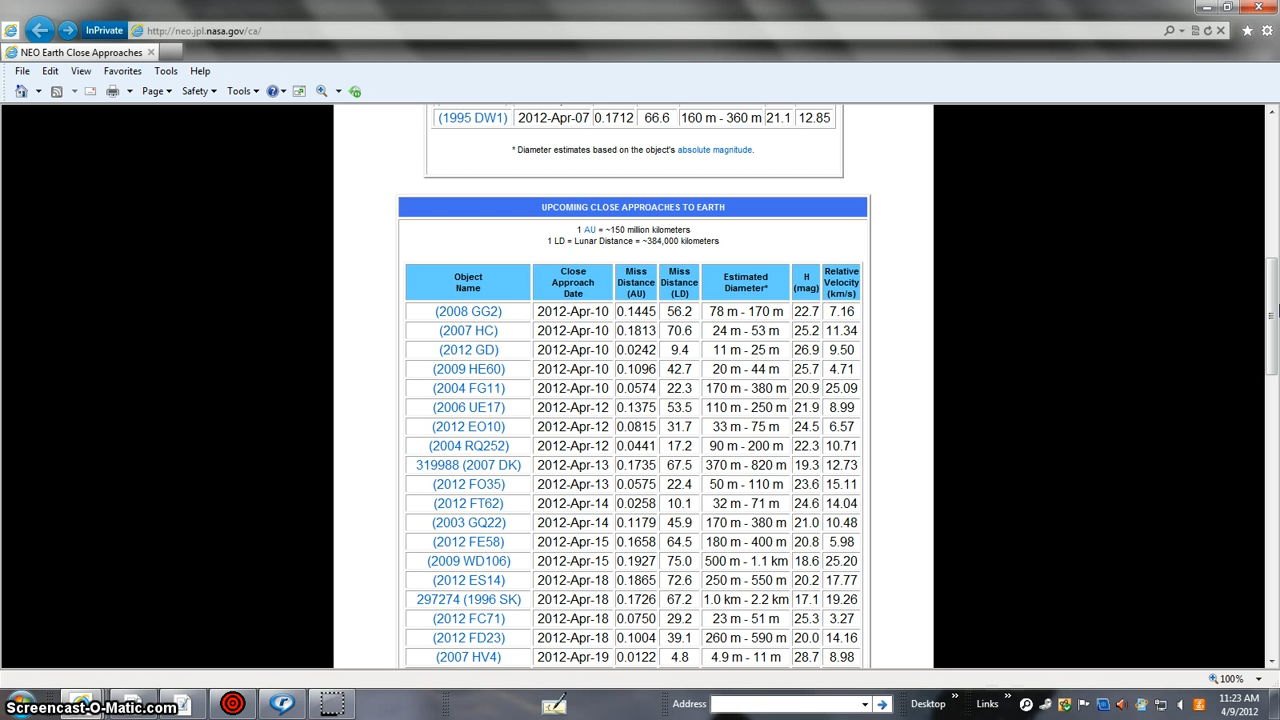 InPrivate http://neo.jpl.nasa.gov/ca/
NEO Earth Close Approaches
File Edit View Favorites Tools Help
Page Safety Tools
(1995 DW1) 2012-Apr-07 0.1712 66.6 160 m - 360 m 21.1 12.85
* Diameter estimates based on the object's absolute magnitude.
UPCOMING CLOSE APPROACHES TO EARTH
1 AU = ~150 million kilometers
1 LD = Lunar Distance = ~384,000 kilometers
Object Name Close Approach Date Miss Distance (AU) Miss Distance (LD) Estimated Diameter* H (mag) Relative Velocity (km/s)
(2008 GG2) 2012-Apr-10 0.1445 56.2 78 m - 170 m 22.7 7.16
(2007 HC) 2012-Apr-10 0.1813 70.6 24 m - 53 m 25.2 11.34
(2012 GD) 2012-Apr-10 0.0242 9.4 11 m - 25 m 26.9 9.50
(2009 HE60) 2012-Apr-10 0.1096 42.7 20 m - 44 m 25.7 4.71
(2004 FG11) 2012-Apr-10 0.0574 22.3 170 m - 380 m 20.9 25.09
(2006 UE17) 2012-Apr-12 0.1375 53.5 110 m - 250 m 21.9 8.99
(2012 EO10) 2012-Apr-12 0.0815 31.7 33 m - 75 m 24.5 6.57
(2004 RQ252) 2012-Apr-12 0.0441 17.2 90 m - 200 m 22.3 10.71
319988 (2007 DK) 2012-Apr-13 0.1735 67.5 370 m - 820 m 19.3 12.73
(2012 FO35) 2012-Apr-13 0.0575 22.4 50 m - 110 m 23.6 15.11
(2012 FT62) 2012-Apr-14 0.0258 10.1 32 m - 71 m 24.6 14.04
(2003 GQ22) 2012-Apr-14 0.1179 45.9 170 m - 380 m 21.0 10.48
(2012 FE58) 2012-Apr-15 0.1658 64.5 180 m - 400 m 20.8 5.98
(2009 WD106) 2012-Apr-15 0.1927 75.0 500 m - 1.1 km 18.6 25.20
(2012 ES14) 2012-Apr-18 0.1865 72.6 250 m - 550 m 20.2 17.77
297274 (1996 SK) 2012-Apr-18 0.1726 67.2 1.0 km - 2.2 km 17.1 19.26
(2012 FC71) 2012-Apr-18 0.0750 29.2 23 m - 51 m 25.3 3.27
(2012 FD23) 2012-Apr-18 0.1004 39.1 260 m - 590 m 20.0 14.16
(2007 HV4) 2012-Apr-19 0.0122 4.8 4.9 m - 11 m 28.7 8.98
100%
Address Desktop » Links » 11:23 AM
4/9/2012
Screencast-O-Matic.com